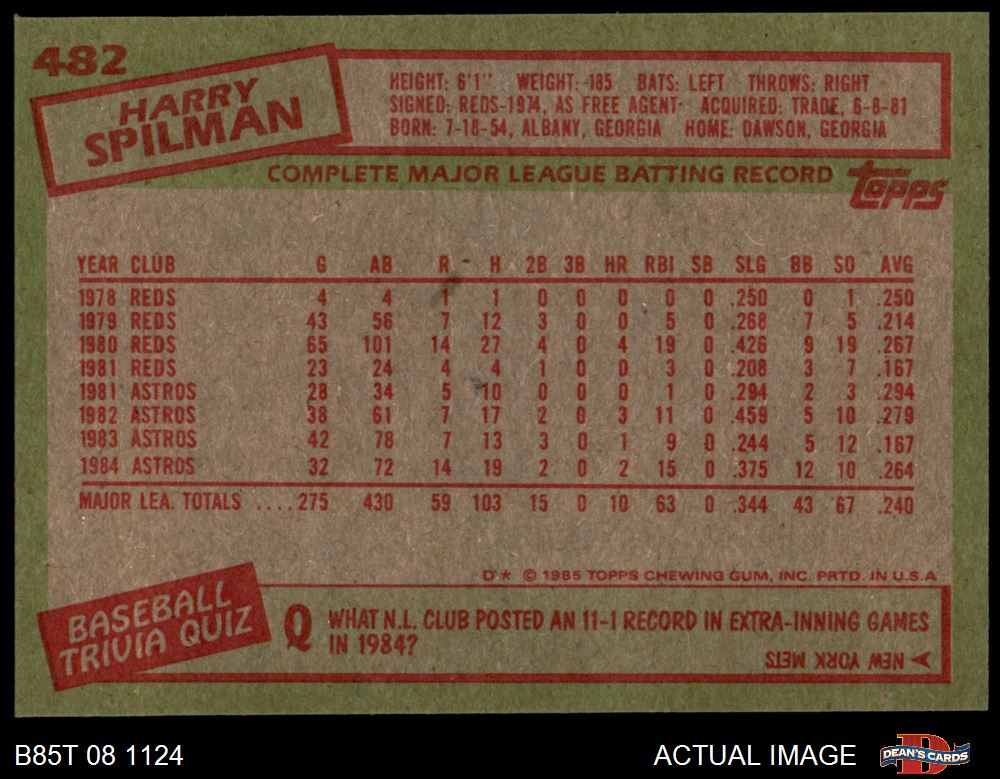 482
HARRY
SPILMAN
HEIGHT: 6'1" WEIGHT: 185 BATS: LEFT THROWS: RIGHT
SIGNED: REDS-1974, AS FREE AGENT ACQUIRED: TRADE, 6-8-81
BORN: 7-18-54, ALBANY, GEORGIA HOME: DAWSON, GEORGIA
COMPLETE MAJOR LEAGUE BATTING RECORD
topps
YEAR CLUB G AB R H 2B 3B HR RBI SB SLG BB SO AVG
1978 REDS 4 4 1 1 0 0 0 0 0 .250 0 1 .250
1979 REDS 43 56 7 12 3 0 0 5 0 .268 7 5 .214
1980 REDS 65 101 14 27 4 0 4 19 0 .426 9 19 .267
1981 REDS 23 24 4 4 1 0 0 3 0 .208 3 7 .167
1981 ASTROS 28 34 5 10 0 0 0 1 0 .294 2 3 .294
1982 ASTROS 38 61 7 17 2 0 3 11 0 .459 5 10 .279
1983 ASTROS 42 78 7 13 3 0 1 9 0 .244 5 12 .167
1984 ASTROS 32 72 14 19 2 0 2 15 0 .375 12 10 .264
MAJOR LEA. TOTALS ....275 430 59 103 15 0 10 63 0 .344 43 67 .240
D* © 1985 TOPPS CHEWING GUM, INC. PRTD. IN U.S.A.
BASEBALL
TRIVIA QUIZ
Q WHAT N.L. CLUB POSTED AN 11-1 RECORD IN EXTRA-INNING GAMES
IN 1984?
NEW YORK METS
B85T 08 1124
ACTUAL IMAGE
D
DEAN'S CARDS